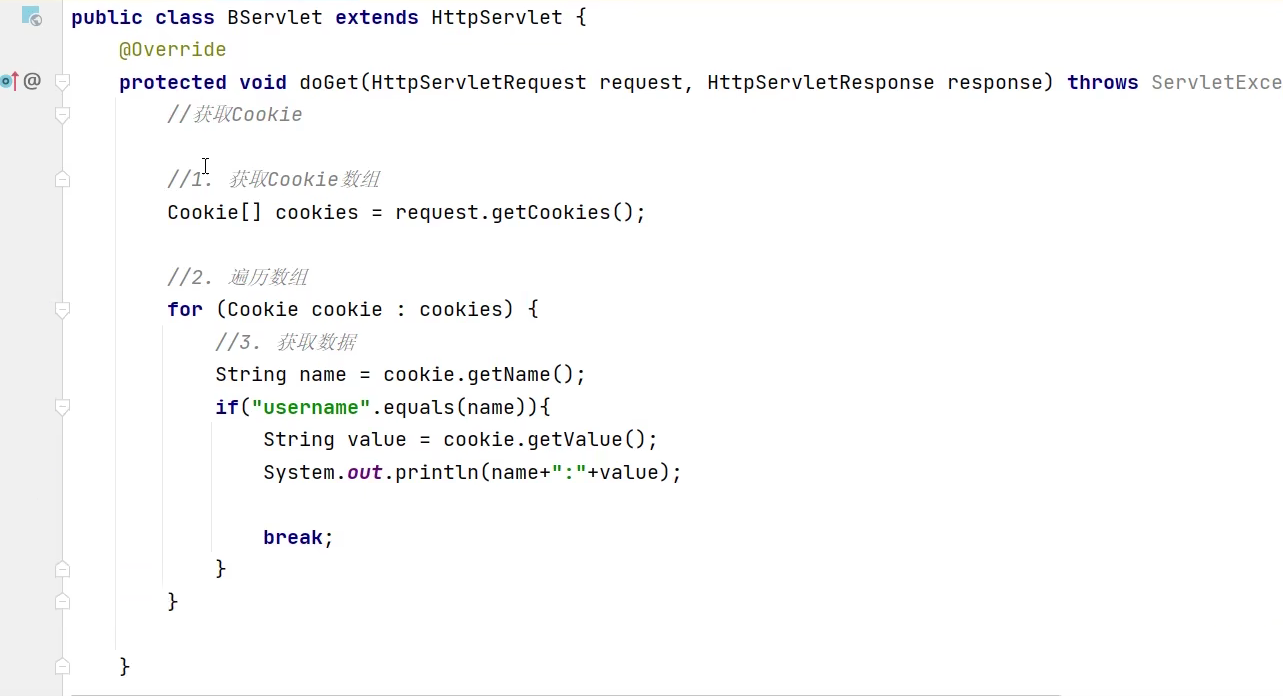 public class BServlet extends HttpServlet {
@Override
protected void doGet(HttpServletRequest request, HttpServletResponse response) throws ServletExce
//获取Cookie
//1. 获取Cookie数组
Cookie[] cookies = request.getCookies();
//2. 遍历数组
for (Cookie cookie : cookies) {
//3. 获取数据
String name = cookie.getName();
if("username".equals(name)){
String value = cookie.getValue();
System.out.println(name+":"+value);
break;
}
}
}